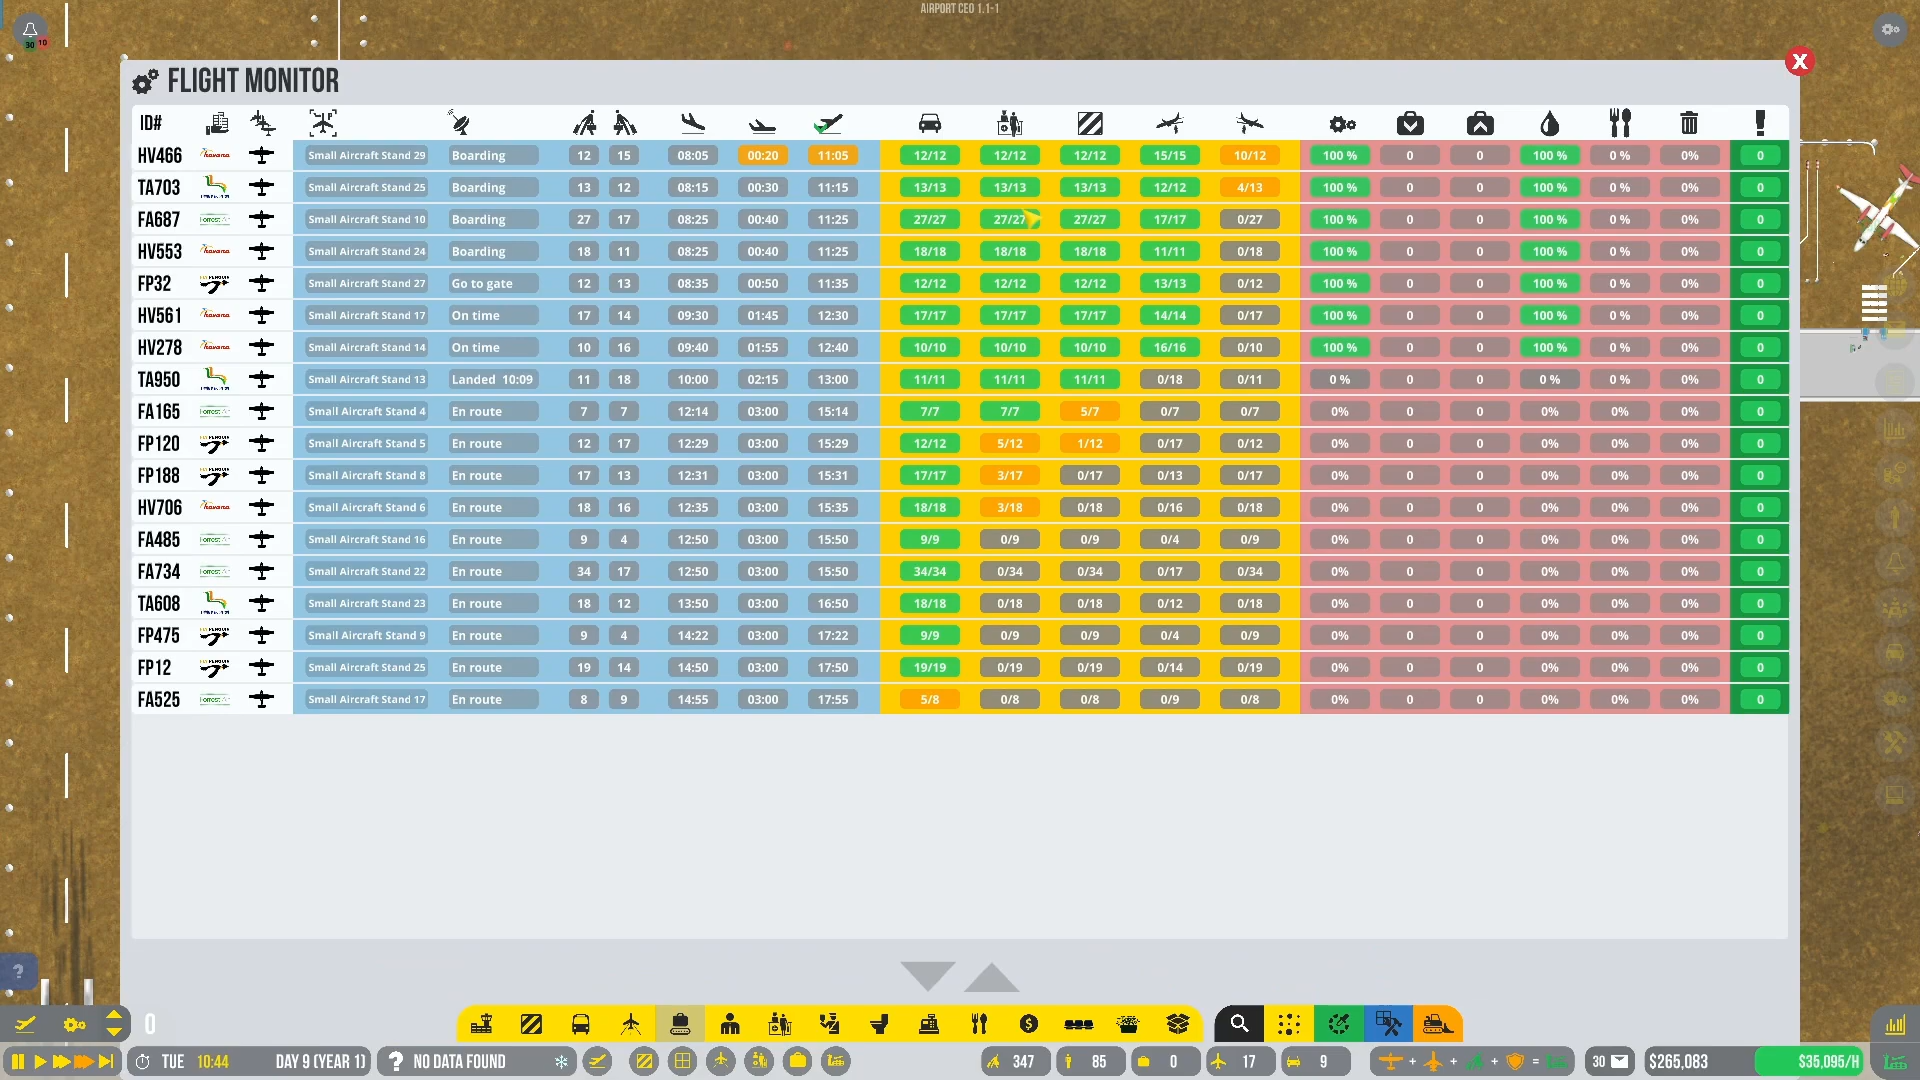 AIRPORT CEO 1.1-1
30 10
FLIGHT MONITOR
X
ID#
HV466 havana Small Aircraft Stand 29 Boarding 12 15 08:05 00:20 11:05 12/12 12/12 12/12 15/15 10/12 100 % 0 0 100 % 0 % 0% 0
TA703 Small Aircraft Stand 25 Boarding 13 12 08:15 00:30 11:15 13/13 13/13 13/13 12/12 4/13 100 % 0 0 100 % 0 % 0% 0
FA687 Forrest Small Aircraft Stand 10 Boarding 27 17 08:25 00:40 11:25 27/27 27/27 27/27 17/17 0/27 100 % 0 0 100 % 0 % 0% 0
HV553 havana Small Aircraft Stand 24 Boarding 18 11 08:25 00:40 11:25 18/18 18/18 18/18 11/11 0/18 100 % 0 0 100 % 0 % 0% 0
FP32 Small Aircraft Stand 27 Go to gate 12 13 08:35 00:50 11:35 12/12 12/12 12/12 13/13 0/12 100 % 0 0 100 % 0 % 0% 0
HV561 havana Small Aircraft Stand 17 On time 17 14 09:30 01:45 12:30 17/17 17/17 17/17 14/14 0/17 100 % 0 0 100 % 0 % 0% 0
HV278 havana Small Aircraft Stand 14 On time 10 16 09:40 01:55 12:40 10/10 10/10 10/10 16/16 0/10 100 % 0 0 100 % 0 % 0% 0
TA950 Small Aircraft Stand 13 Landed 10:09 11 18 10:00 02:15 13:00 11/11 11/11 11/11 0/18 0/11 0 % 0 0 0 % 0 % 0% 0
FA165 Forrest Small Aircraft Stand 4 En route 7 7 12:14 03:00 15:14 7/7 7/7 5/7 0/7 0/7 0% 0 0 0% 0% 0% 0
FP120 Small Aircraft Stand 5 En route 12 17 12:29 03:00 15:29 12/12 5/12 1/12 0/17 0/12 0% 0 0 0% 0% 0% 0
FP188 Small Aircraft Stand 8 En route 17 13 12:31 03:00 15:31 17/17 3/17 0/17 0/13 0/17 0% 0 0 0% 0% 0% 0
HV706 havana Small Aircraft Stand 6 En route 18 16 12:35 03:00 15:35 18/18 3/18 0/18 0/16 0/18 0% 0 0 0% 0% 0% 0
FA485 Forrest Small Aircraft Stand 16 En route 9 4 12:50 03:00 15:50 9/9 0/9 0/9 0/4 0/9 0% 0 0 0% 0% 0% 0
FA734 Forrest Small Aircraft Stand 22 En route 34 17 12:50 03:00 15:50 34/34 0/34 0/34 0/17 0/34 0% 0 0 0% 0% 0% 0
TA608 Small Aircraft Stand 23 En route 18 12 13:50 03:00 16:50 18/18 0/18 0/18 0/12 0/18 0% 0 0 0% 0% 0% 0
FP475 Small Aircraft Stand 9 En route 9 4 14:22 03:00 17:22 9/9 0/9 0/9 0/4 0/9 0% 0 0 0% 0% 0% 0
FP12 Small Aircraft Stand 25 En route 19 14 14:50 03:00 17:50 19/19 0/19 0/19 0/14 0/19 0% 0 0 0% 0% 0% 0
FA525 Forrest Small Aircraft Stand 17 En route 8 9 14:55 03:00 17:55 5/8 0/8 0/8 0/9 0/8 0% 0 0 0% 0% 0% 0
?
0
TUE 10:44 DAY 9 (YEAR 1) ? NO DATA FOUND 347 85 0 17 9 + + + = 30 $265,083 $35,095/H